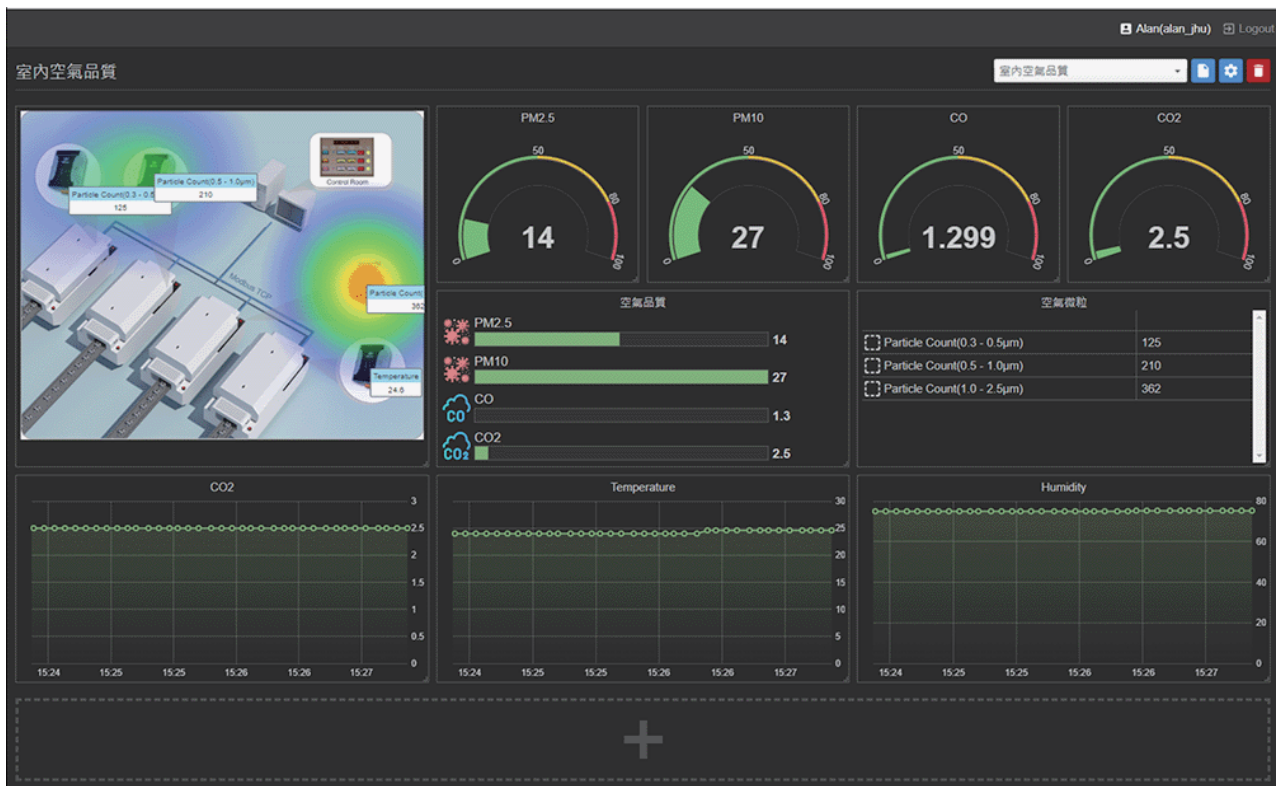 Alan(alan_jhu) Logout
室內空氣品質
室內空氣品質
Particle Count(0.3 - 0.5
125
Particle Count(0.5 - 1.0μm)
210
Control Room
Modbus TCP
Particle Count(
362
Temperature
24.6
PM2.5
0 50 80 100
14
PM10
0 50 80 100
27
CO
0 50 80 100
1.299
CO2
0 50 80 100
2.5
空氣品質
PM2.5
14
PM10
27
CO
CO
1.3
CO2
CO2
2.5
空氣微粒
Particle Count(0.3 - 0.5μm) 125
Particle Count(0.5 - 1.0μm) 210
Particle Count(1.0 - 2.5μm) 362
CO2
3
2.5
2
1.5
1
0.5
0
15:24 15:25 15:25 15:26 15:26 15:27
Temperature
30
25
20
15
10
5
0
15:24 15:25 15:25 15:26 15:26 15:27
Humidity
80
60
40
20
0
15:24 15:25 15:25 15:26 15:26 15:27